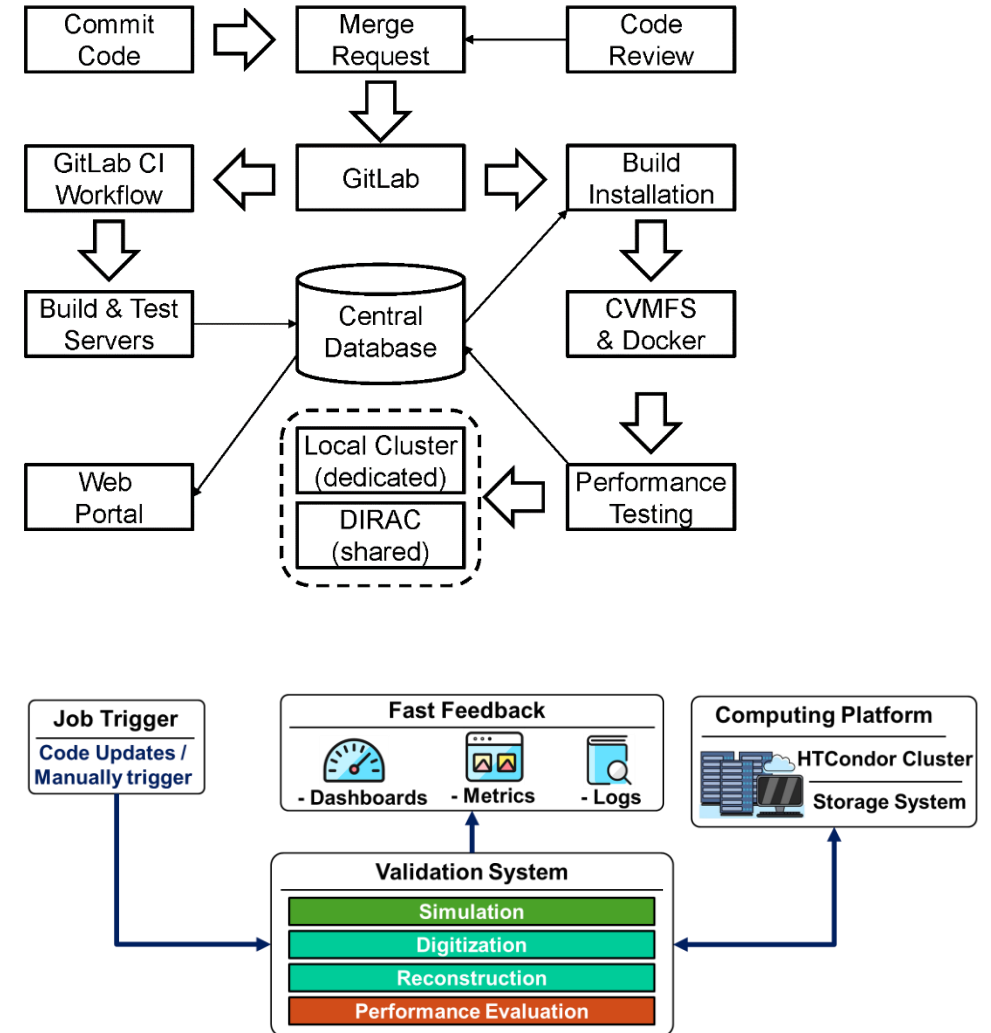 Commit
Code
Merge
Request
Code
Review
GitLab CI
Workflow
GitLab
Build
Installation
Build & Test
Servers
Central
Database
CVMFS
& Docker
Web
Portal
Local Cluster
(dedicated)
DIRAC
(shared)
Performance
Testing
Job Trigger
Code Updates /
Manually trigger
Fast Feedback
- Dashboards
- Metrics
- Logs
Computing Platform
HTCondor Cluster
Storage System
Validation System
Simulation
Digitization
Reconstruction
Performance Evaluation